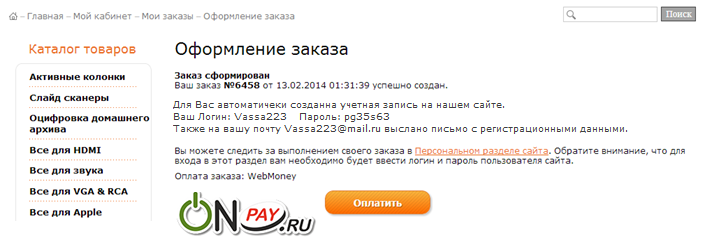 – Главная – Мой кабинет – Мои заказы – Оформление заказа
Поиск
Каталог товаров
Активные колонки
Слайд сканеры
Оцифровка домашнего
архива
Все для HDMI
Все для звука
Все для VGA & RCA
Все для Apple
Оформление заказа
Заказ сформирован
Ваш заказ №6458 от 13.02.2014 01:31:39 успешно создан.
Для Вас автоматичеки созданна учетная запись на нашем сайте.
Ваш Логин: Vassa223 Пароль: pg35s63
Также на вашу почту Vassa223@mail.ru выслано письмо с регистрационными данными.
Вы можете следить за выполнением своего заказа в Персональном разделе сайта. Обратите внимание, что для
входа в этот раздел вам необходимо будет ввести логин и пароль пользователя сайта.
Оплата заказа: WebMoney
ON PAY.RU
Оплатить